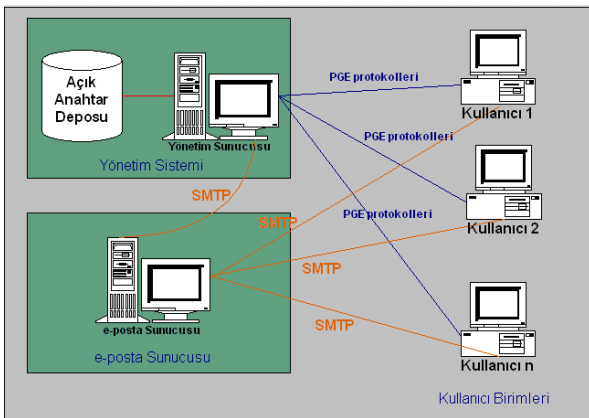 Açık
Anahtar
Deposu
Yönetim Sunucusu
Yönetim Sistemi
PGE protokolleri
Kullanıcı 1
PGE protokolleri
SMTP
SMTP
PGE protokolleri
Kullanıcı 2
SMTP
e-posta Sunucusu
SMTP
e-posta Sunucusu
Kullanıcı n
Kullanıcı Birimleri